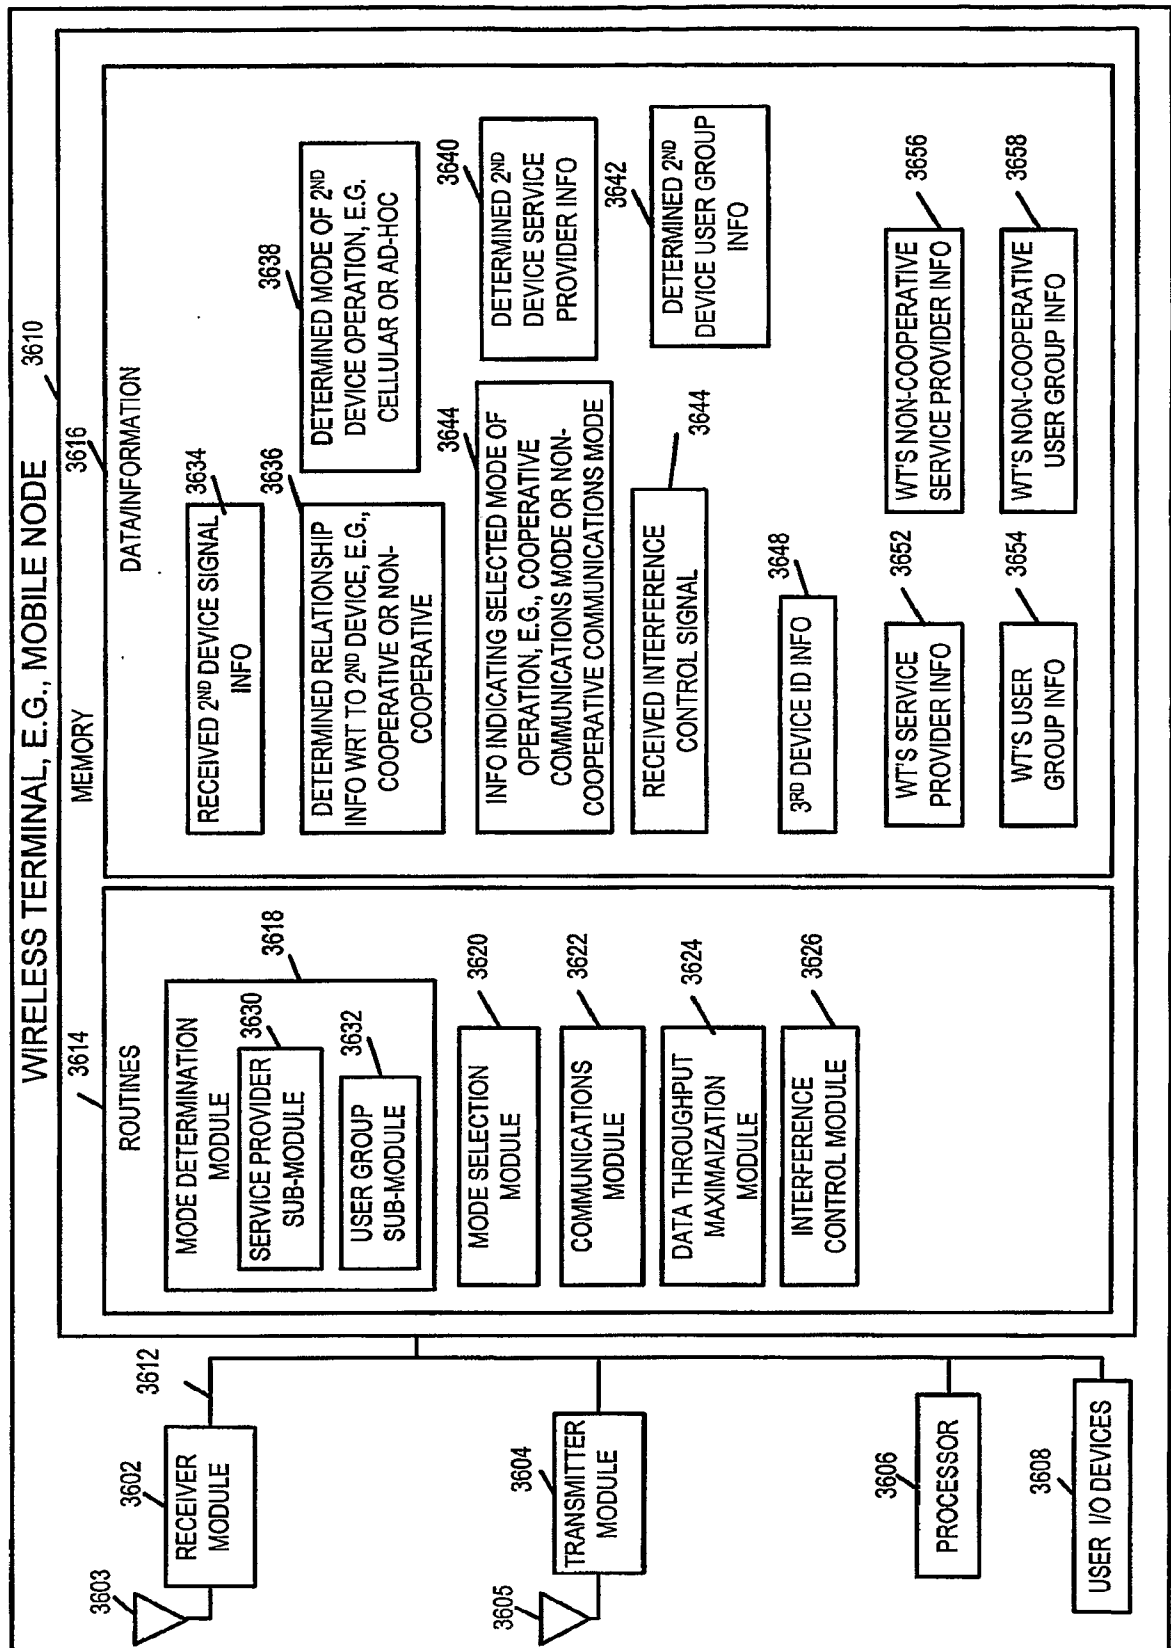 WIRELESS TERMINAL, E.G., MOBILE NODE
3603
3602
RECEIVER
MODULE
3612
3605
3604
TRANSMITTER
MODULE
3606
PROCESSOR
3608
USER I/O DEVICES
3610
MEMORY
3614
ROUTINES
3618
MODE DETERMINATION
MODULE
3630
SERVICE PROVIDER
SUB-MODULE
3632
USER GROUP
SUB-MODULE
3620
MODE SELECTION
MODULE
3622
COMMUNICATIONS
MODULE
3624
DATA THROUGHPUT
MAXIMAIZATION
MODULE
3626
INTERFERENCE
CONTROL MODULE
3616
DATA/INFORMATION
3634
RECEIVED 2ND DEVICE SIGNAL
INFO
3636
DETERMINED RELATIONSHIP
INFO WRT TO 2ND DEVICE, E.G.,
COOPERATIVE OR NON-
COOPERATIVE
3638
DETERMINED MODE OF 2ND
DEVICE OPERATION, E.G.
CELLULAR OR AD-HOC
3644
INFO INDICATING SELECTED MODE OF
OPERATION, E.G., COOPERATIVE
COMMUNICATIONS MODE OR NON-
COOPERATIVE COMMUNICATIONS MODE
3640
DETERMINED 2ND
DEVICE SERVICE
PROVIDER INFO
3644
RECEIVED INTERFERENCE
CONTROL SIGNAL
3642
DETERMINED 2ND
DEVICE USER GROUP
INFO
3648
3RD DEVICE ID INFO
3652
WT'S SERVICE
PROVIDER INFO
3656
WT'S NON-COOPERATIVE
SERVICE PROVIDER INFO
3654
WT'S USER
GROUP INFO
3658
WT'S NON-COOPERATIVE
USER GROUP INFO